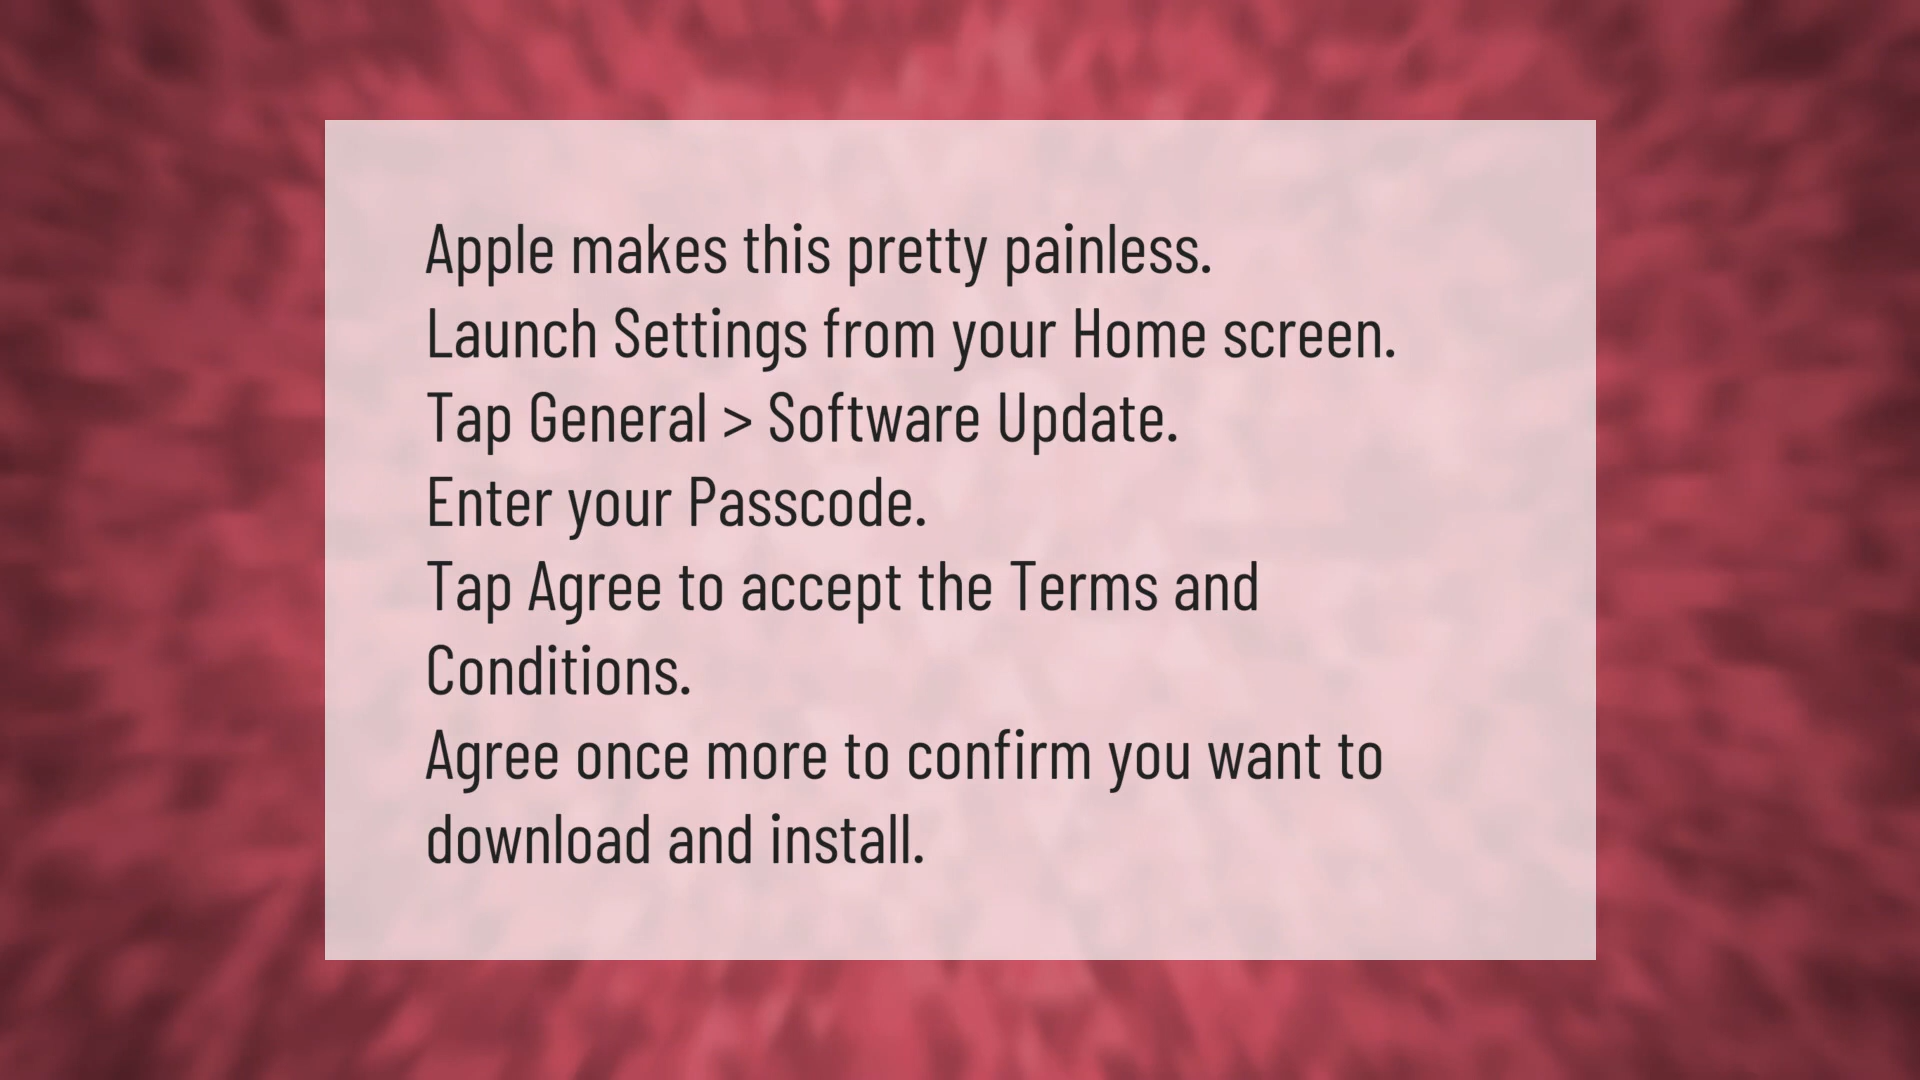 Apple makes this pretty painless.
Launch Settings from your Home screen.
Tap General > Software Update.
Enter your Passcode.
Tap Agree to accept the Terms and
Conditions.
Agree once more to confirm you want to
download and install.